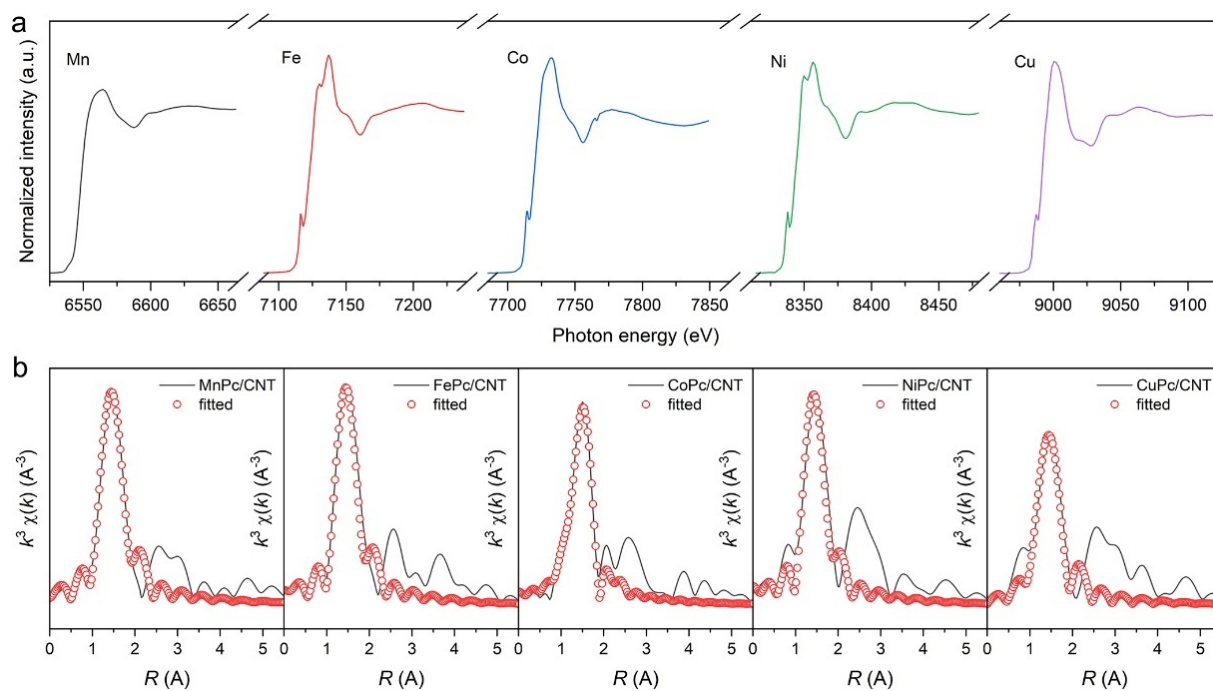 a
Mn Fe Co Ni Cu
Normalized intensity (a.u.)
6550 6600 6650 7100 7150 7200 7700 7750 7800 7850 8350 8400 8450 9000 9050 9100
Photon energy (eV)
b
MnPc/CNT
fitted
FePc/CNT
fitted
CoPc/CNT
fitted
NiPc/CNT
fitted
CuPc/CNT
fitted
k³ χ(k) (A⁻³)
k³ χ(k) (A⁻³)
k³ χ(k) (A⁻³)
k³ χ(k) (A⁻³)
k³ χ(k) (A⁻³)
0 1 2 3 4 5 0 1 2 3 4 5 0 1 2 3 4 5 0 1 2 3 4 5 0 1 2 3 4 5
R (A) R (A) R (A) R (A) R (A)